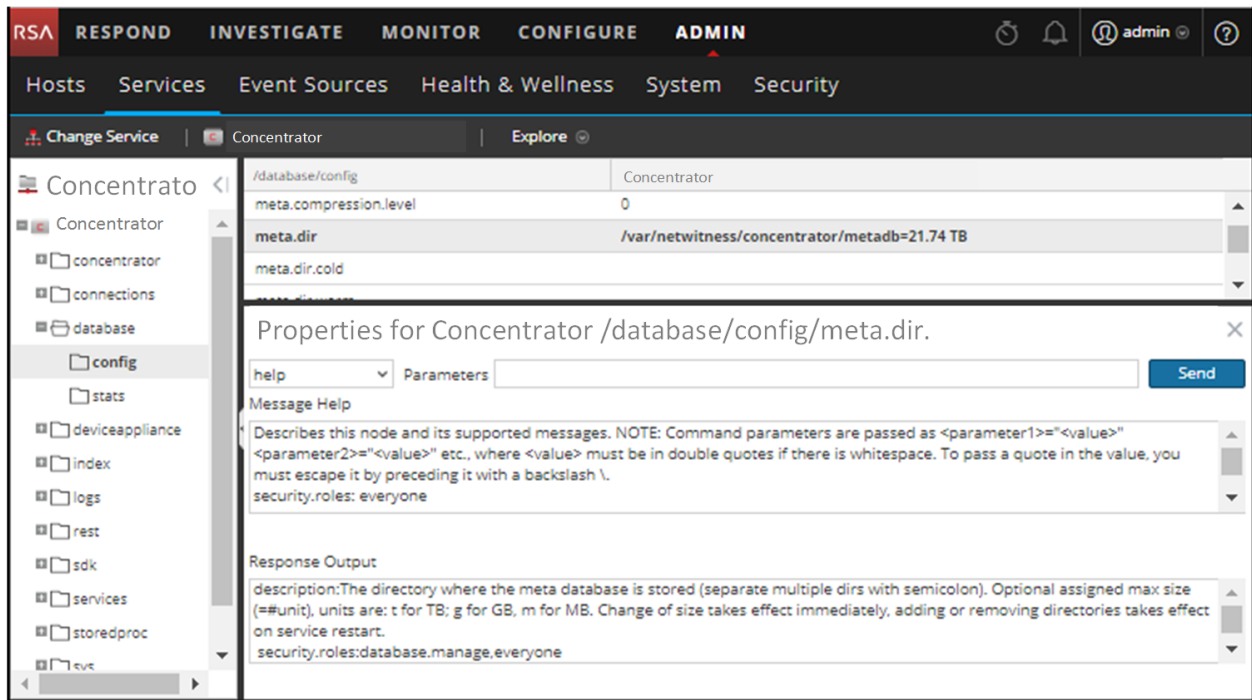 RSA RESPOND INVESTIGATE MONITOR CONFIGURE ADMIN admin ?
Hosts Services Event Sources Health & Wellness System Security
Change Service | C Concentrator | Explore
Concentrato
C Concentrator
concentrator
connections
database
config
stats
deviceappliance
index
logs
rest
sdk
services
storedproc
sys
/database/config Concentrator
meta.compression.level 0
meta.dir /var/netwitness/concentrator/metadb=21.74 TB
meta.dir.cold
Properties for Concentrator /database/config/meta.dir.
help Parameters Send
Message Help
Describes this node and its supported messages. NOTE: Command parameters are passed as <parameter1>="<value>"
<parameter2>="<value>" etc., where <value> must be in double quotes if there is whitespace. To pass a quote in the value, you
must escape it by preceding it with a backslash \.
security.roles: everyone
Response Output
description:The directory where the meta database is stored (separate multiple dirs with semicolon). Optional assigned max size
(=#unit), units are: t for TB; g for GB, m for MB. Change of size takes effect immediately, adding or removing directories takes effect
on service restart.
security.roles:database.manage,everyone